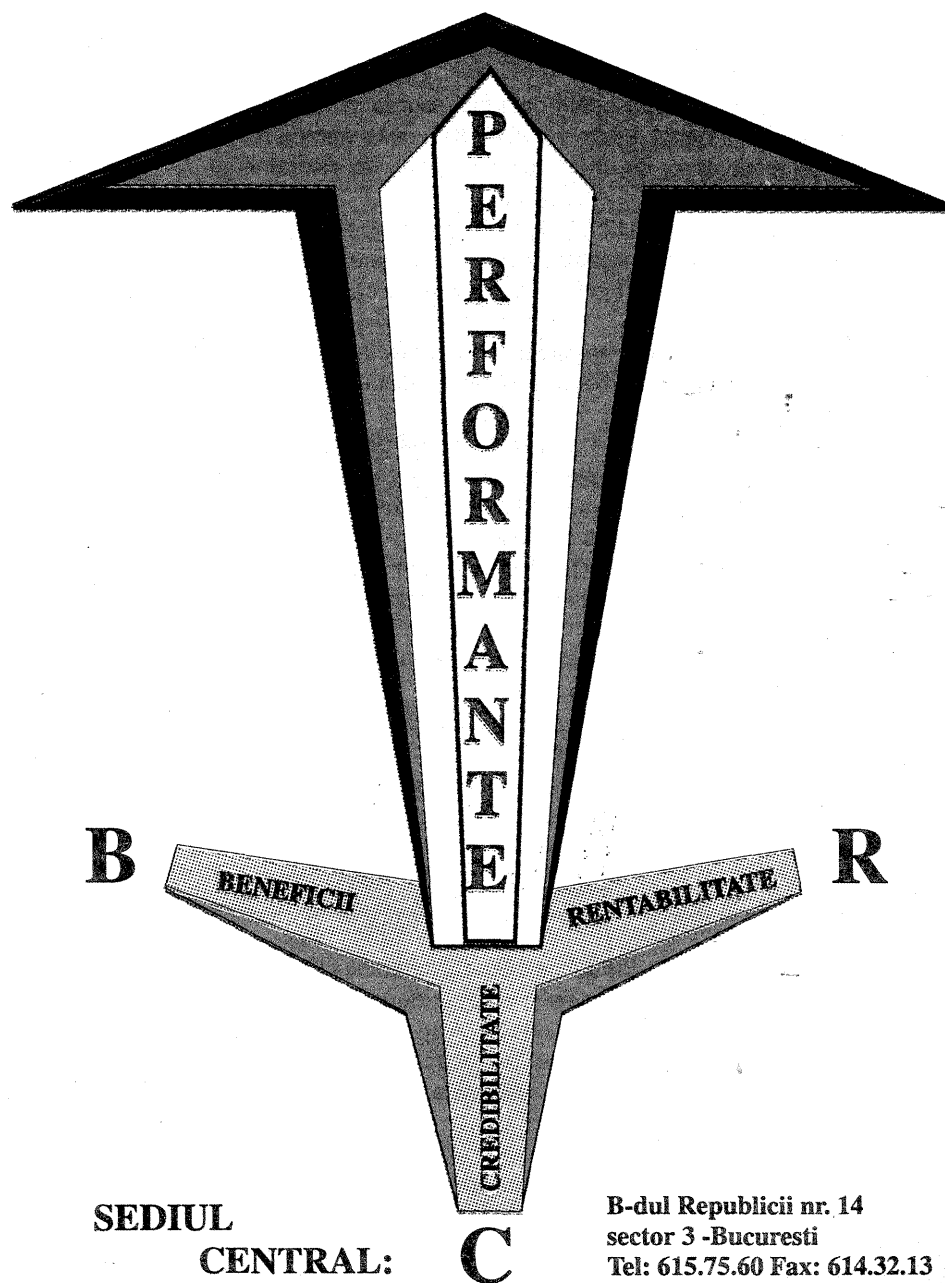 PERFORMANTE
B
BENEFICII
RENTABILITATE
R
CREDIBILITATE
SEDIUL
CENTRAL:
C
B-dul Republicii nr. 14
sector 3 -Bucuresti
Tel: 615.75.60 Fax: 614.32.13